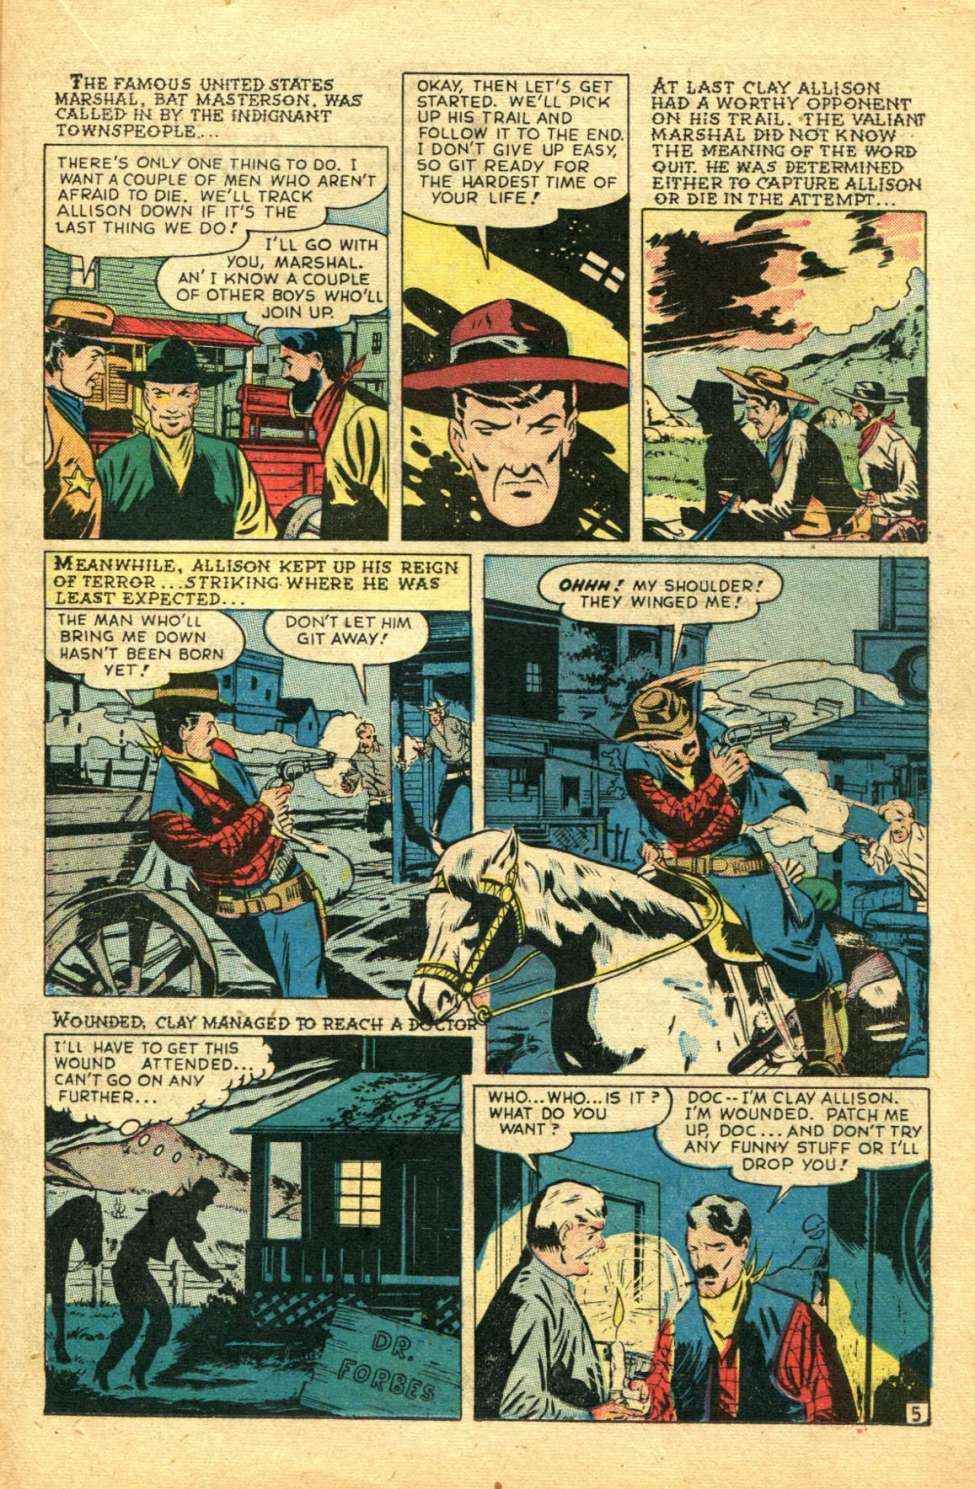 THE FAMOUS UNITED STATES
MARSHAL, BAT MASTERSON, WAS
CALLED IN BY THE INDIGNANT
TOWNSPEOPLE...
THERE'S ONLY ONE THING TO DO. I
WANT A COUPLE OF MEN WHO AREN'T
AFRAID TO DIE. WE'LL TRACK
ALLISON DOWN IF IT'S THE
LAST THING WE DO!
I'LL GO WITH
YOU, MARSHAL.
AN' I KNOW A COUPLE
OF OTHER BOYS WHO'LL
JOIN UP.
OKAY, THEN LET'S GET
STARTED. WE'LL PICK
UP HIS TRAIL AND
FOLLOW IT TO THE END.
I DON'T GIVE UP EASY,
SO GIT READY FOR
THE HARDEST TIME OF
YOUR LIFE!
AT LAST CLAY ALLISON
HAD A WORTHY OPPONENT
ON HIS TRAIL. THE VALIANT
MARSHAL DID NOT KNOW
THE MEANING OF THE WORD
QUIT. HE WAS DETERMINED
EITHER TO CAPTURE ALLISON
OR DIE IN THE ATTEMPT...
MEANWHILE, ALLISON KEPT UP HIS REIGN
OF TERROR...STRIKING WHERE HE WAS
LEAST EXPECTED...
THE MAN WHO'LL
BRING ME DOWN
HASN'T BEEN BORN
YET!
DON'T LET HIM
GIT AWAY!
OHHH! MY SHOULDER!
THEY WINGED ME!
WOUNDED, CLAY MANAGED TO REACH A DOCTOR
I'LL HAVE TO GET THIS
WOUND ATTENDED...
CAN'T GO ON ANY
FURTHER...
DR.
FORBES
WHO...WHO...IS IT?
WHAT DO YOU
WANT?
DOC--I'M CLAY ALLISON.
I'M WOUNDED. PATCH ME
UP, DOC...AND DON'T TRY
ANY FUNNY STUFF OR I'LL
DROP YOU!
5